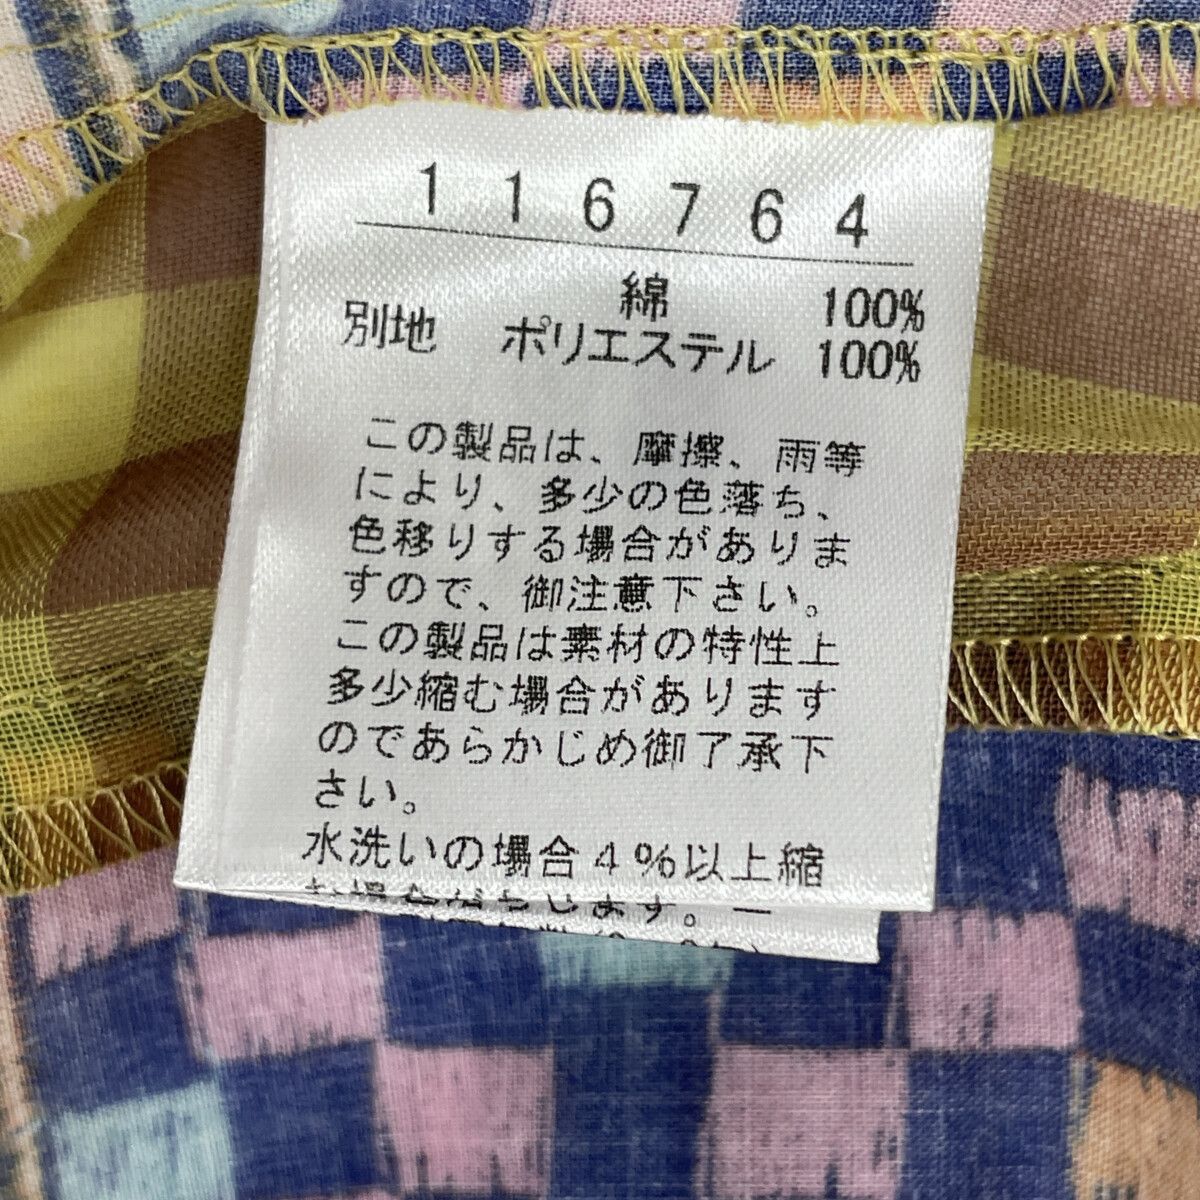 116764
綿 100%
別地 ポリエステル 100%
この製品は、摩擦、雨等
により、多少の色落ち、
色移りする場合がありま
すので、御注意下さい。
この製品は素材の特性上
多少縮む場合があります
のであらかじめ御了承下
さい。
水洗いの場合4%以上縮